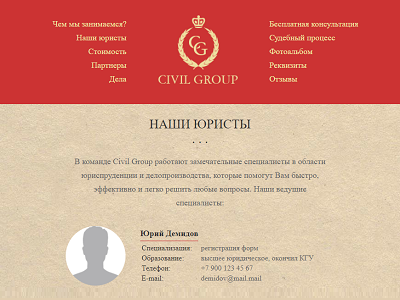 Чем мы занимаемся?
Наши юристы
Стоимость
Партнеры
Дела
CG
CIVIL GROUP
Бесплатная консультация
Судебный процесс
Фотоальбом
Реквизиты
Отзывы
НАШИ ЮРИСТЫ
В команде Civil Group работают замечательные специалисты в области
юриспруденции и делопроизводства, которые помогут Вам быстро,
эффективно и легко решить любые вопросы. Наши ведущие
специалисты:
Юрий Демидов
Специализация: регистрация форм
Образование: высшее юридическое, окончил КГУ
Телефон: +7 900 123 45 67
E-mail: demidov@mail.mail